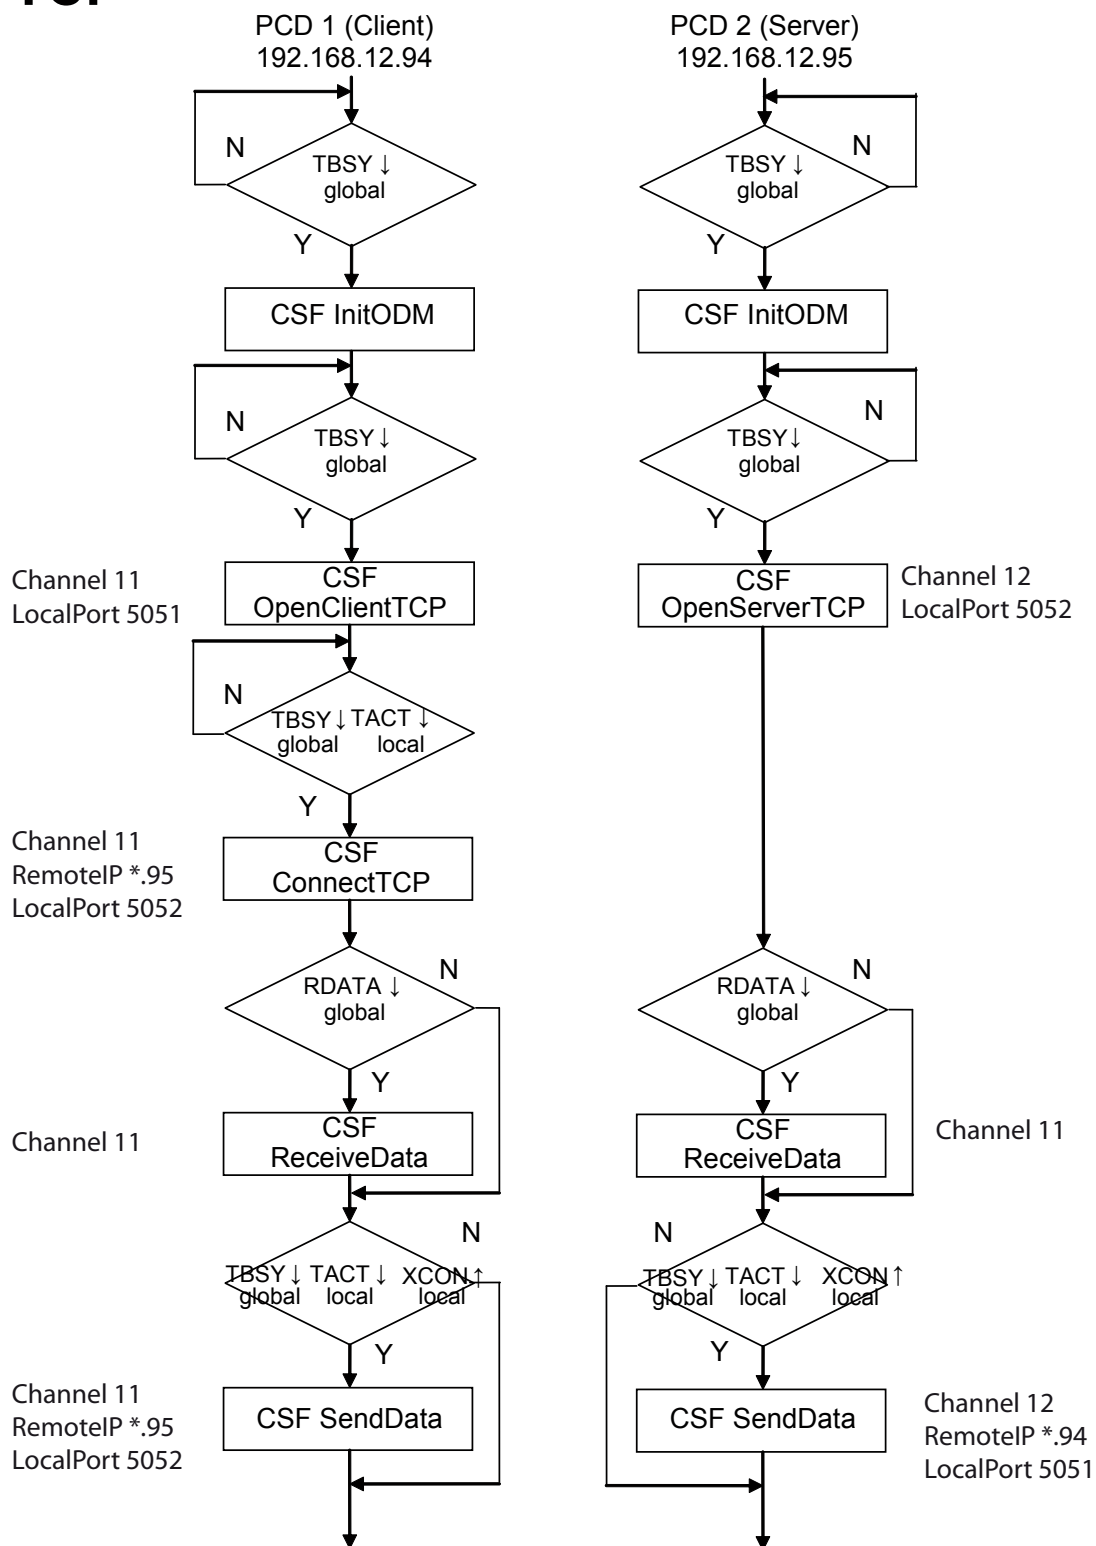 PCD 1 (Client)
192.168.12.94
N
TBSY ↓
global
Y
CSF InitODM
N
TBSY ↓
global
Y
Channel 11
LocalPort 5051
CSF
OpenClientTCP
N
TBSY ↓ TACT ↓
global local
Y
Channel 11
RemoteIP *.95
LocalPort 5052
CSF
ConnectTCP
N
RDATA ↓
global
Y
Channel 11
CSF
ReceiveData
N
TBSY ↓ TACT ↓ XCON ↑
global local local
Y
Channel 11
RemoteIP *.95
LocalPort 5052
CSF SendData
PCD 2 (Server)
192.168.12.95
N
TBSY ↓
global
Y
CSF InitODM
N
TBSY ↓
global
Y
CSF
OpenServerTCP
Channel 12
LocalPort 5052
N
RDATA ↓
global
Y
CSF
ReceiveData
Channel 11
N
TBSY ↓ TACT ↓ XCON ↑
global local local
Y
CSF SendData
Channel 12
RemoteIP *.94
LocalPort 5051